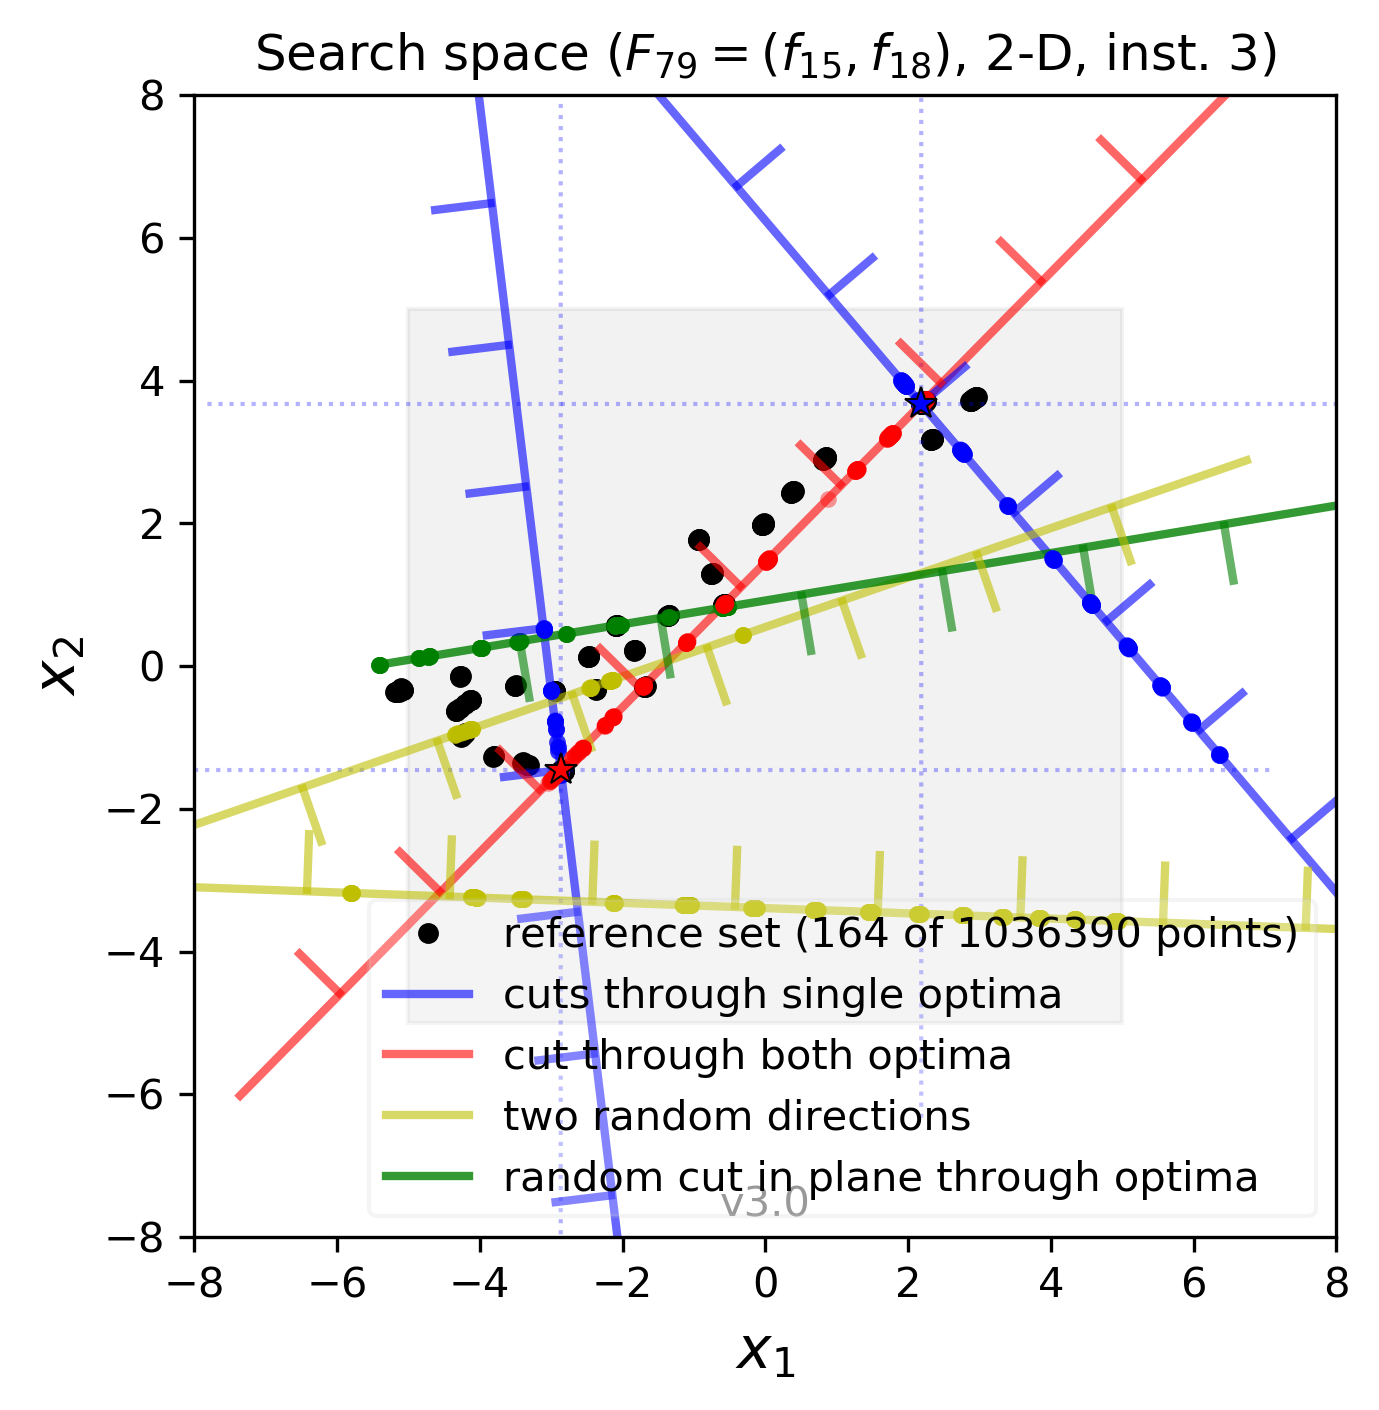 Search space (F₇₉ = (f₁₅, f₁₈), 2-D, inst. 3)
8
6
4
2
0
−2
−4
−6
−8
x₂
reference set (164 of 1036390 points)
cuts through single optima
cut through both optima
two random directions
random cut in plane through optima
v3.0
−8 −6 −4 −2 0 2 4 6 8
x₁